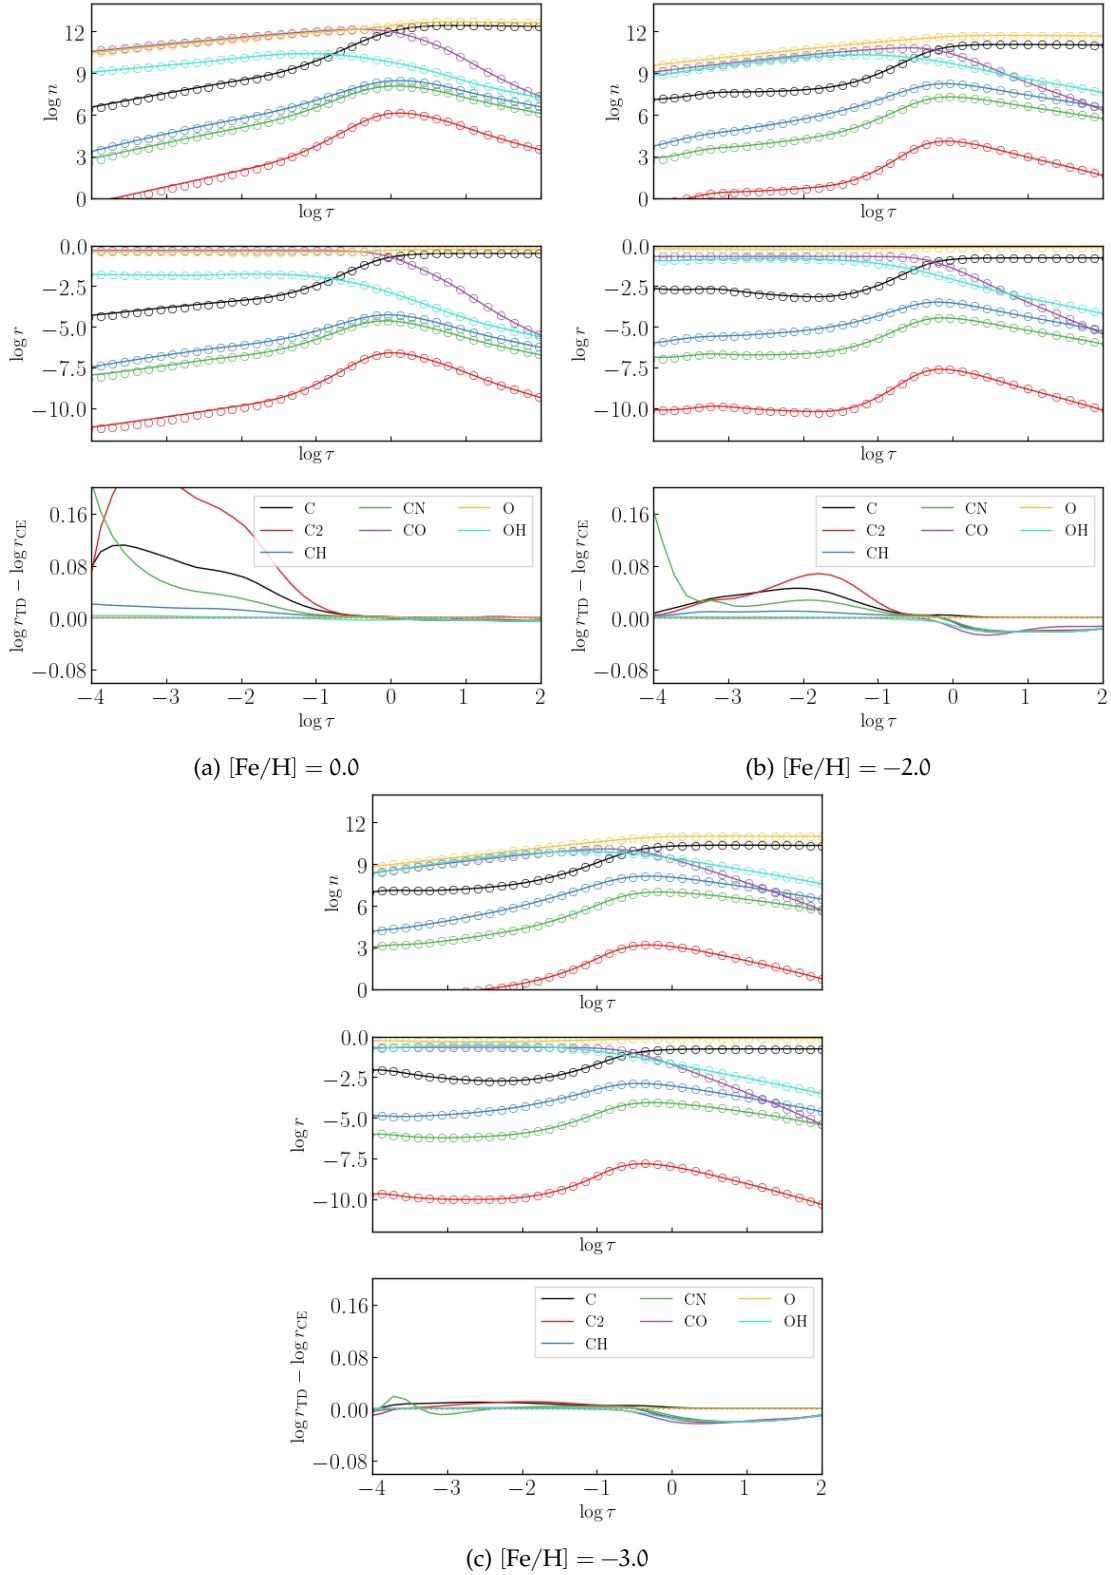 12
9
6
3
0
log n
log τ
0.0
−2.5
−5.0
−7.5
−10.0
log r
log τ
0.16
0.08
0.00
−0.08
log r_TD − log r_CE
C
C2
CH
CN
CO
O
OH
−4 −3 −2 −1 0 1 2
log τ
(a) [Fe/H] = 0.0
12
9
6
3
0
log n
log τ
0.0
−2.5
−5.0
−7.5
−10.0
log r
log τ
0.16
0.08
0.00
−0.08
log r_TD − log r_CE
C
C2
CH
CN
CO
O
OH
−4 −3 −2 −1 0 1 2
log τ
(b) [Fe/H] = −2.0
12
9
6
3
0
log n
log τ
0.0
−2.5
−5.0
−7.5
−10.0
log r
log τ
0.16
0.08
0.00
−0.08
log r_TD − log r_CE
C
C2
CH
CN
CO
O
OH
−4 −3 −2 −1 0 1 2
log τ
(c) [Fe/H] = −3.0